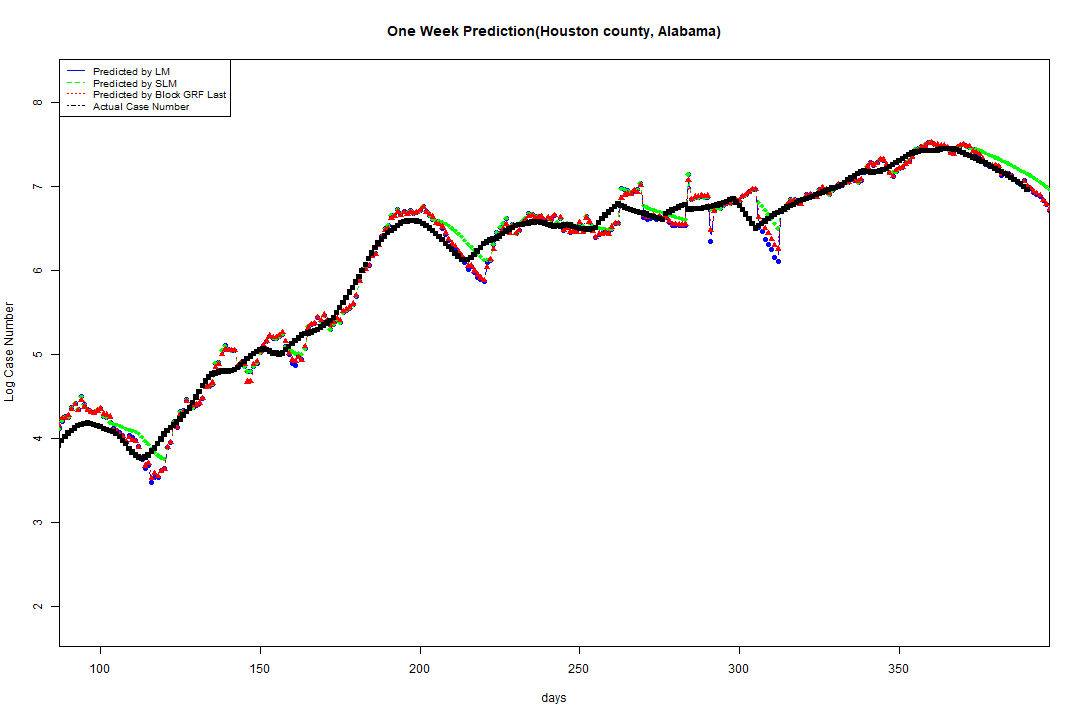 One Week Prediction(Houston county, Alabama)
Predicted by LM
Predicted by SLM
Predicted by Block GRF Last
Actual Case Number
8
7
6
5
4
3
2
Log Case Number
100 150 200 250 300 350
days